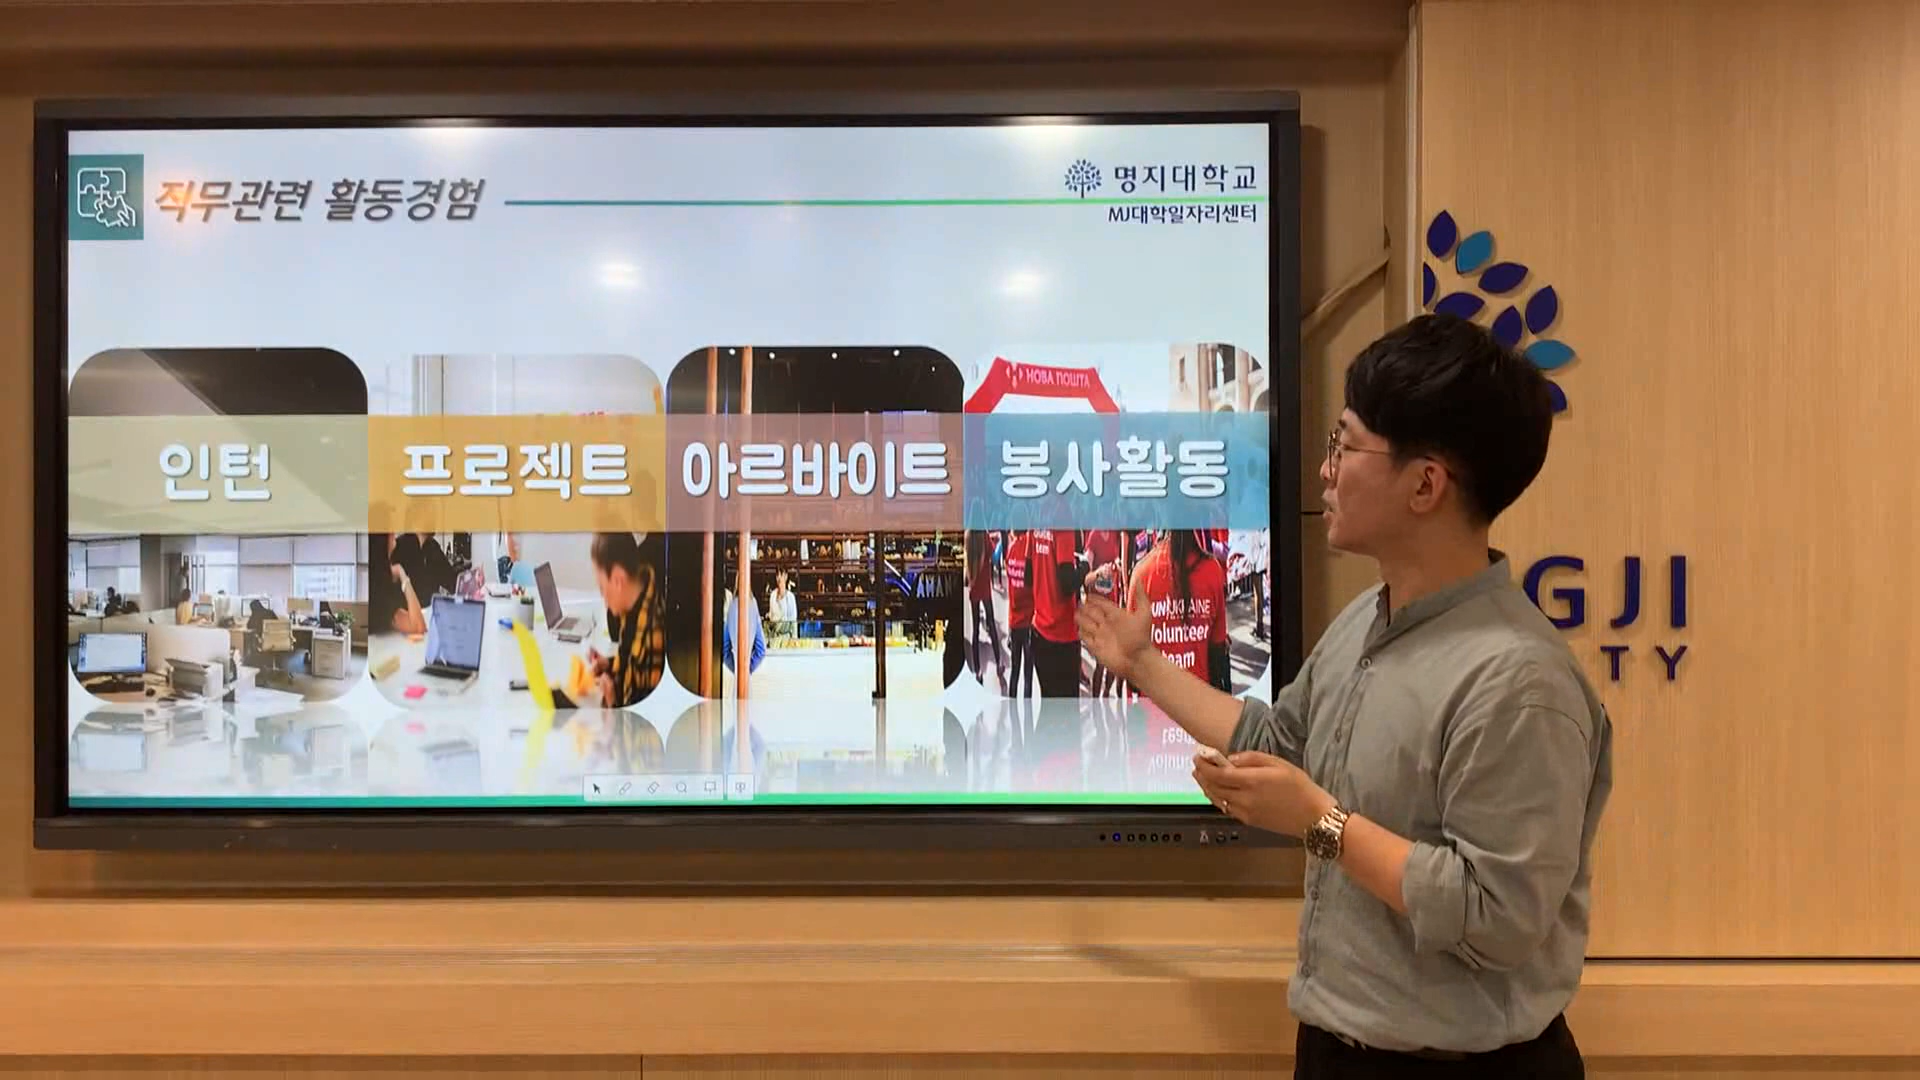 직무관련 활동경험
명지대학교
MJ대학일자리센터
인턴
프로젝트
아르바이트
봉사활동
НОВА ПОШТА
Volunteer
team
GJI
TY